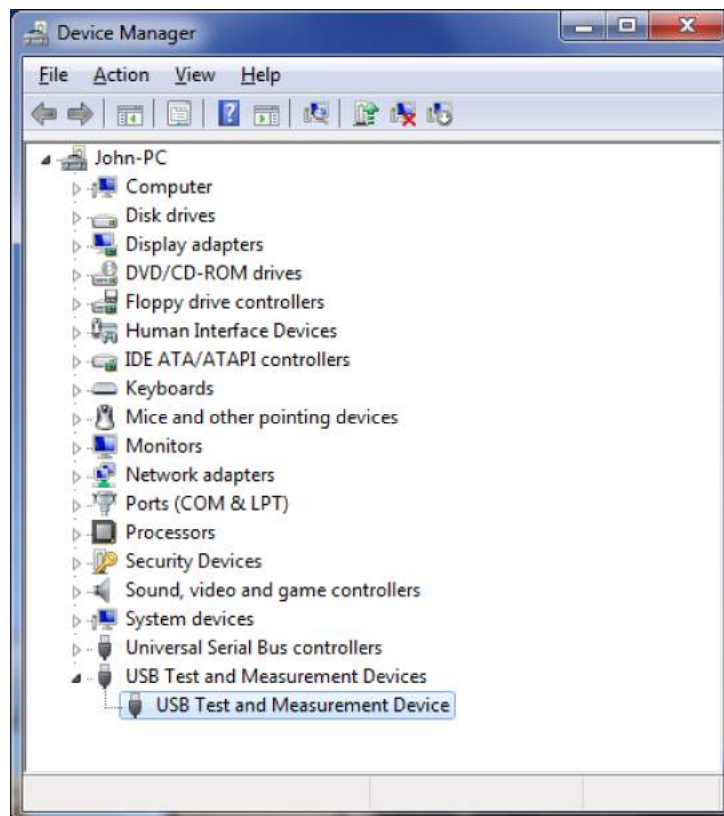 Device Manager
File Action View Help
John-PC
Computer
Disk drives
Display adapters
DVD/CD-ROM drives
Floppy drive controllers
Human Interface Devices
IDE ATA/ATAPI controllers
Keyboards
Mice and other pointing devices
Monitors
Network adapters
Ports (COM & LPT)
Processors
Security Devices
Sound, video and game controllers
System devices
Universal Serial Bus controllers
USB Test and Measurement Devices
USB Test and Measurement Device